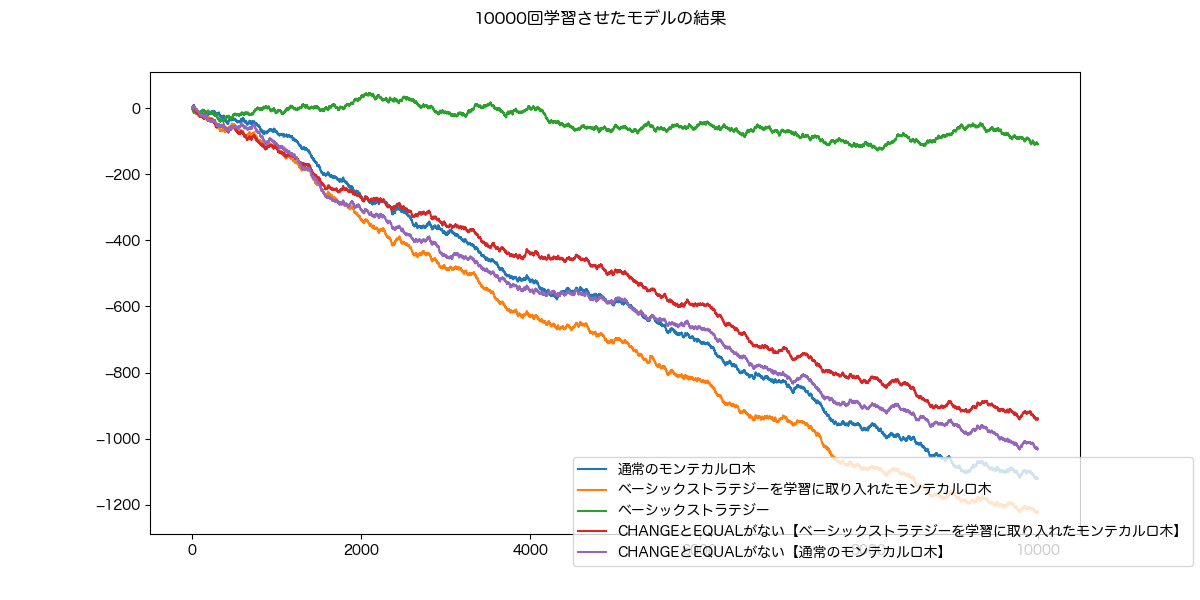 10000回学習させたモデルの結果
0
−200
−400
−600
−800
−1000
−1200
0 2000 4000 6000 8000 10000
通常のモンテカルロ木
ベーシックストラテジーを学習に取り入れたモンテカルロ木
ベーシックストラテジー
CHANGEとEQUALがない【ベーシックストラテジーを学習に取り入れたモンテカルロ木】
CHANGEとEQUALがない【通常のモンテカルロ木】